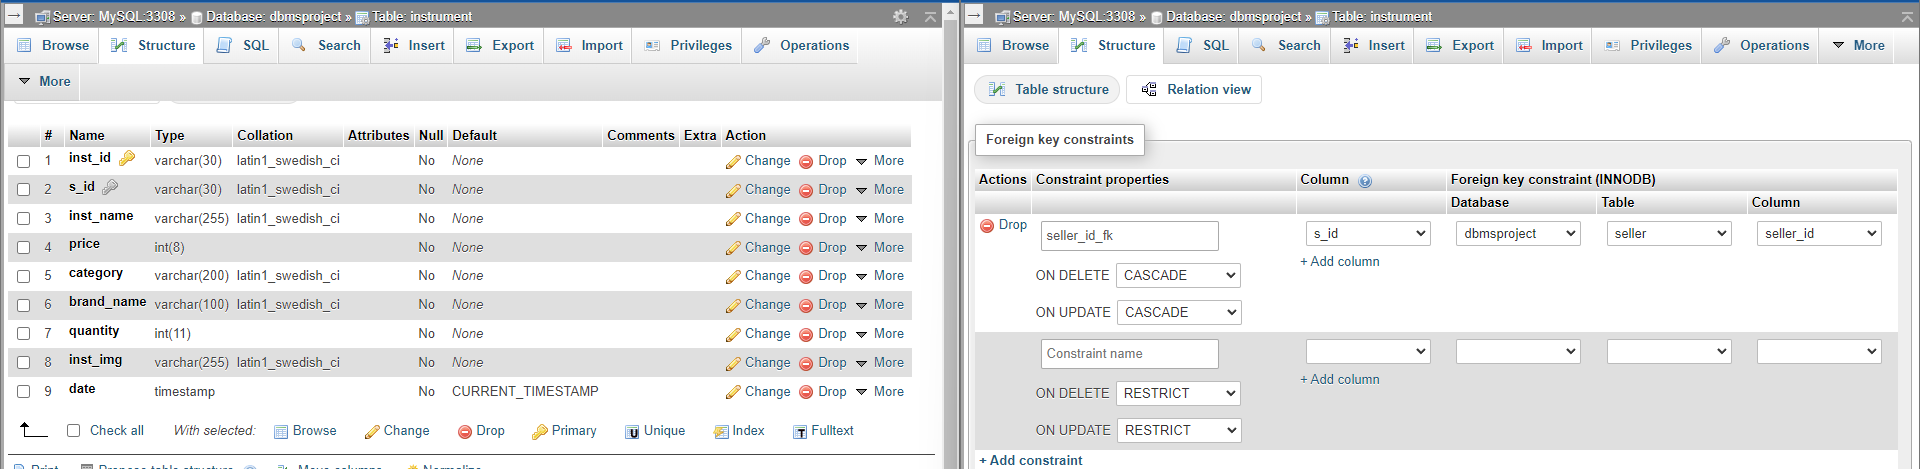 Server: MySQL:3308 » Database: dbmsproject » Table: instrument
Browse Structure SQL Search Insert Export Import Privileges Operations
More
# Name Type Collation Attributes Null Default Comments Extra Action
1 inst_id varchar(30) latin1_swedish_ci No None Change Drop More
2 s_id varchar(30) latin1_swedish_ci No None Change Drop More
3 inst_name varchar(255) latin1_swedish_ci No None Change Drop More
4 price int(8) No None Change Drop More
5 category varchar(200) latin1_swedish_ci No None Change Drop More
6 brand_name varchar(100) latin1_swedish_ci No None Change Drop More
7 quantity int(11) No None Change Drop More
8 inst_img varchar(255) latin1_swedish_ci No None Change Drop More
9 date timestamp No CURRENT_TIMESTAMP Change Drop More
Check all With selected: Browse Change Drop Primary Unique Index Fulltext
Print Propose table structure Move columns Normalize
Server: MySQL:3308 » Database: dbmsproject » Table: instrument
Browse Structure SQL Search Insert Export Import Privileges Operations More
Table structure Relation view
Foreign key constraints
Actions Constraint properties Column Foreign key constraint (INNODB)
Database Table Column
Drop seller_id_fk s_id dbmsproject seller seller_id
+ Add column
ON DELETE CASCADE
ON UPDATE CASCADE
Constraint name
+ Add column
ON DELETE RESTRICT
ON UPDATE RESTRICT
+ Add constraint